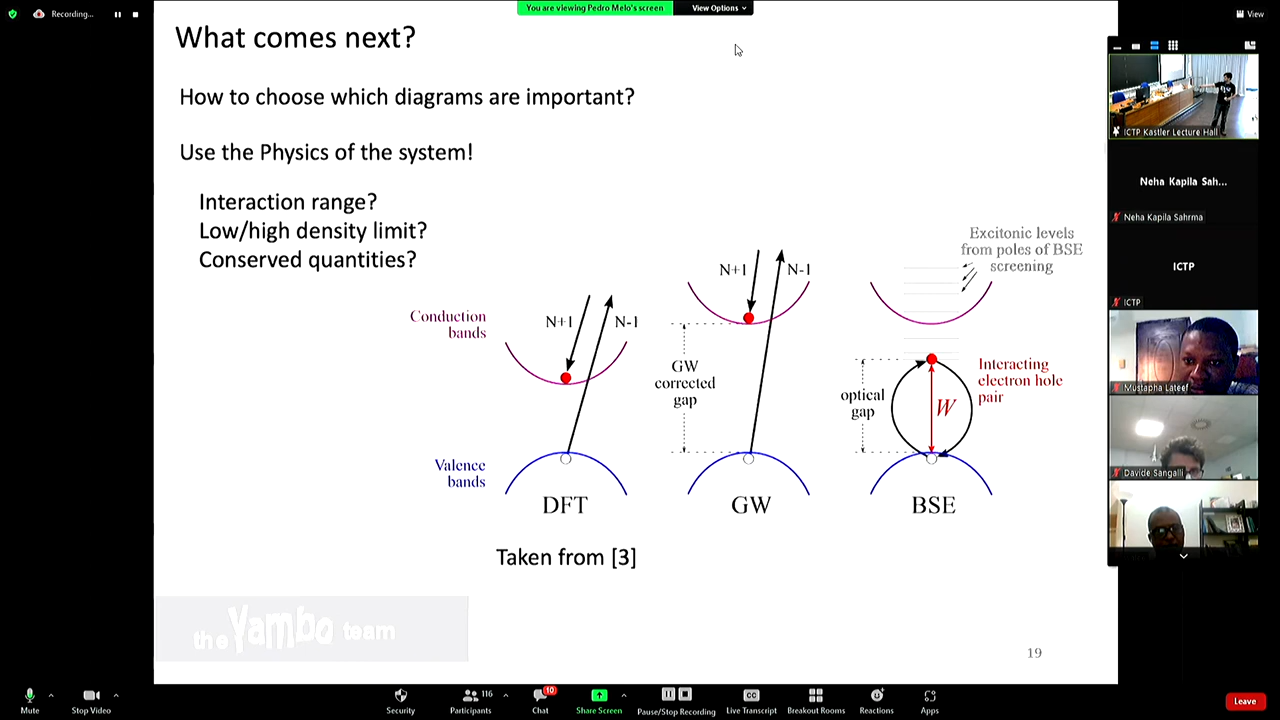 Recording...
You are viewing Pedro Melo's screen
View Options
View
What comes next?
How to choose which diagrams are important?
Use the Physics of the system!
Interaction range?
Low/high density limit?
Conserved quantities?
Conduction
bands
Valence
bands
N+1
N-1
DFT
N+1
N-1
GW
corrected
gap
GW
Excitonic levels
from poles of BSE
screening
optical
gap
W
Interacting
electron hole
pair
BSE
Taken from [3]
the Yambo team
19
ICTP Kastler Lecture Hall
Neha Kapila Sah...
Neha Kapila Sahrma
ICTP
ICTP
Mustapha Lateef
Davide Sangalli
Mute
Stop Video
Security
Participants
116
Chat
10
Share Screen
Pause/Stop Recording
CC
Live Transcript
Breakout Rooms
Reactions
Apps
Leave